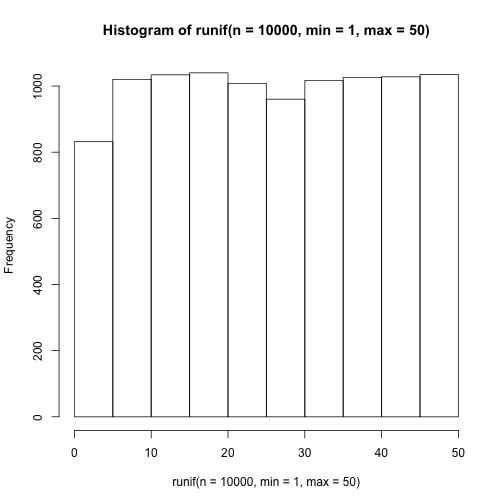 Histogram of runif(n = 10000, min = 1, max = 50)
Frequency
1000
800
600
400
200
0
0 10 20 30 40 50
runif(n = 10000, min = 1, max = 50)